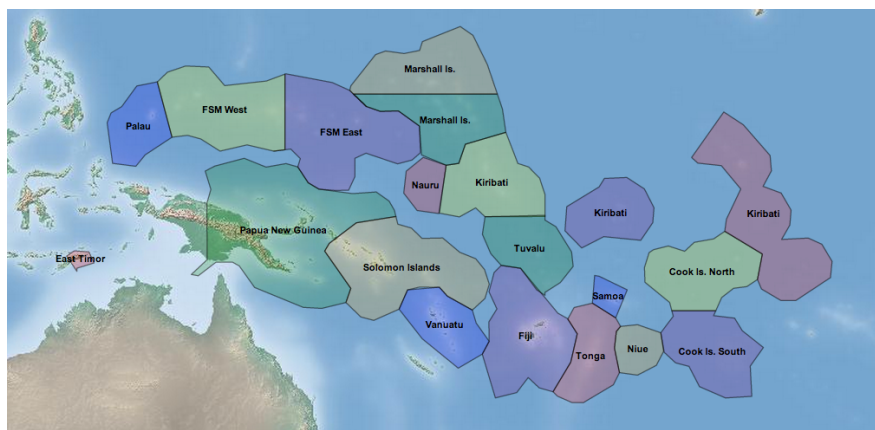 Marshall Is.
FSM West
Palau
Marshall Is.
FSM East
Nauru
Kiribati
Kiribati
Kiribati
Papua New Guinea
Tuvalu
East Timor
Solomon Islands
Cook Is. North
Samoa
Vanuatu
Fiji
Niue
Cook Is. South
Tonga